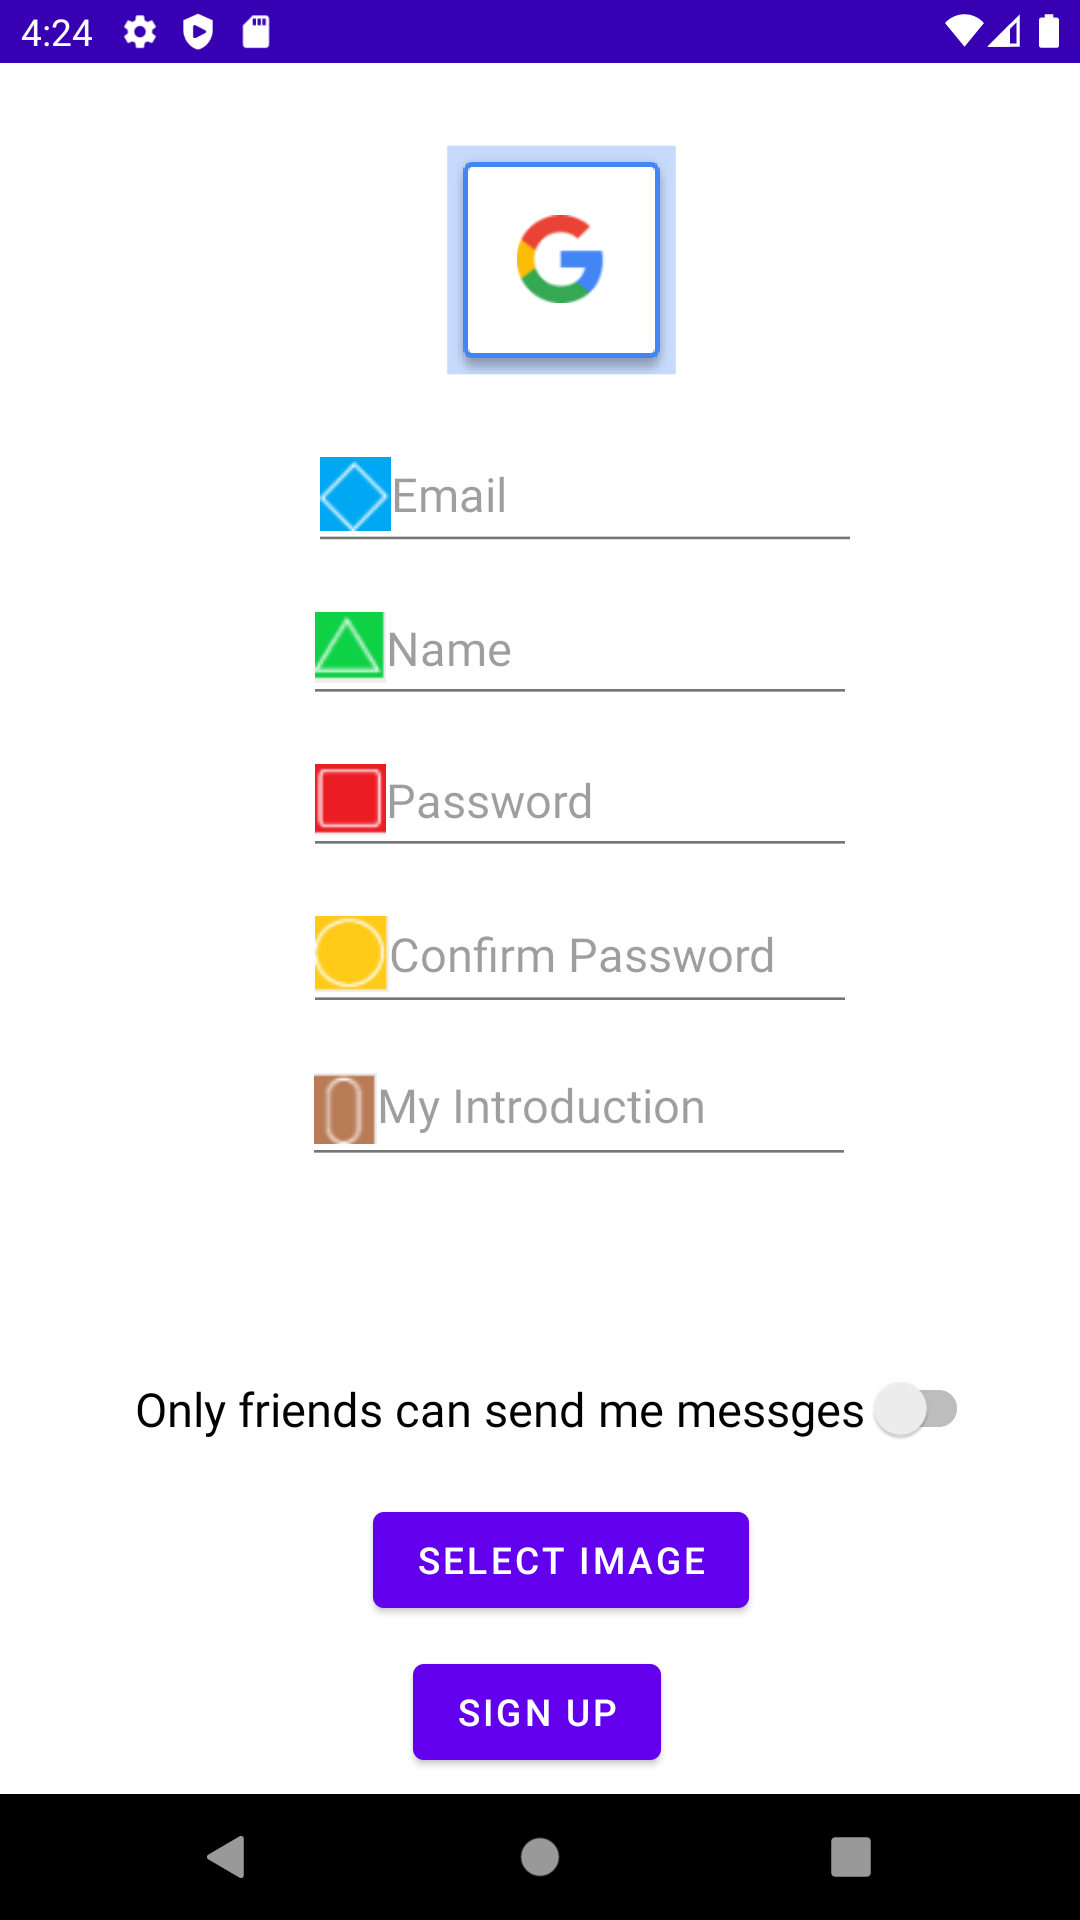 4:24
G
Email
Name
Password
Confirm Password
My Introduction
Only friends can send me messges
SELECT IMAGE
SIGN UP